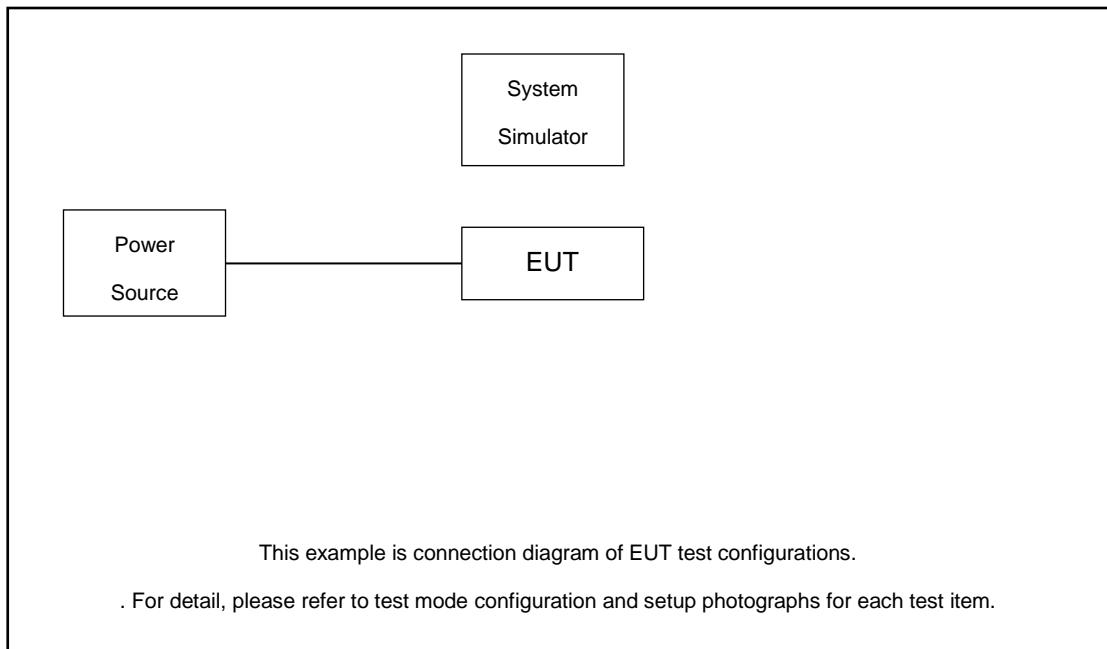 System
Simulator
Power
Source
EUT
This example is connection diagram of EUT test configurations.
. For detail, please refer to test mode configuration and setup photographs for each test item.